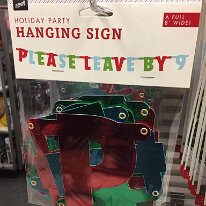 HOLIDAY PARTY
HANGING SIGN
A FULL
8" WIDE!
PLEASE LEAVE BY 9
P